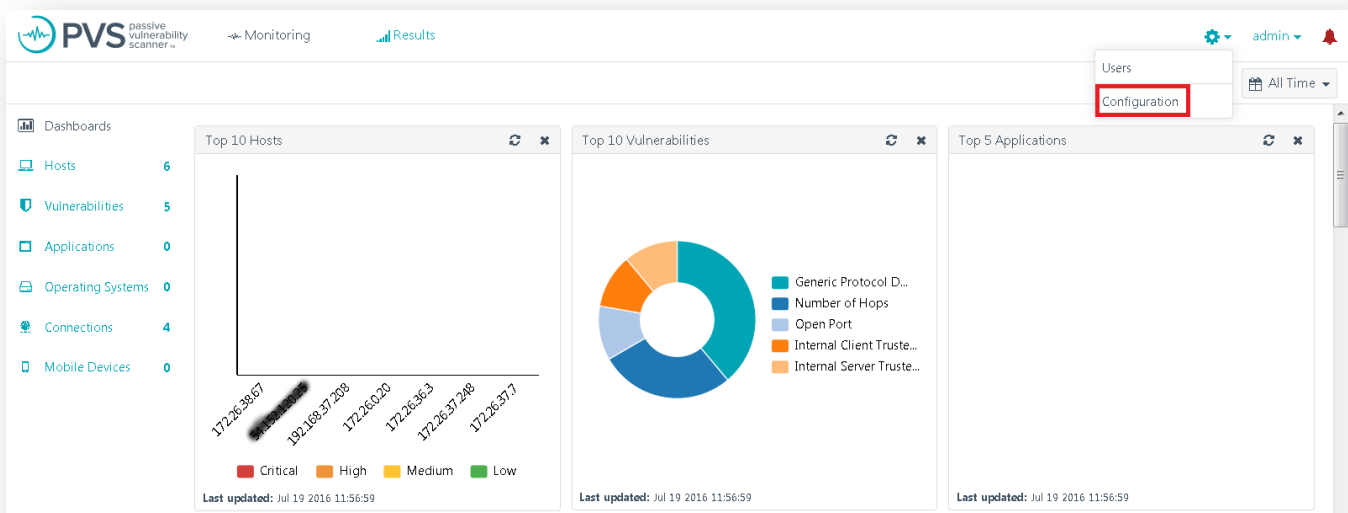 PVS passive vulnerability scanner™
Monitoring
Results
admin
Users
Configuration
All Time
Dashboards
Hosts 6
Vulnerabilities 5
Applications 0
Operating Systems 0
Connections 4
Mobile Devices 0
Top 10 Hosts
172.26.38.67
192.168.37.208
172.26.0.20
172.26.36.3
172.26.37.248
172.26.37.7
Critical High Medium Low
Last updated: Jul 19 2016 11:56:59
Top 10 Vulnerabilities
Generic Protocol D...
Number of Hops
Open Port
Internal Client Truste...
Internal Server Truste...
Last updated: Jul 19 2016 11:56:59
Top 5 Applications
Last updated: Jul 19 2016 11:56:59